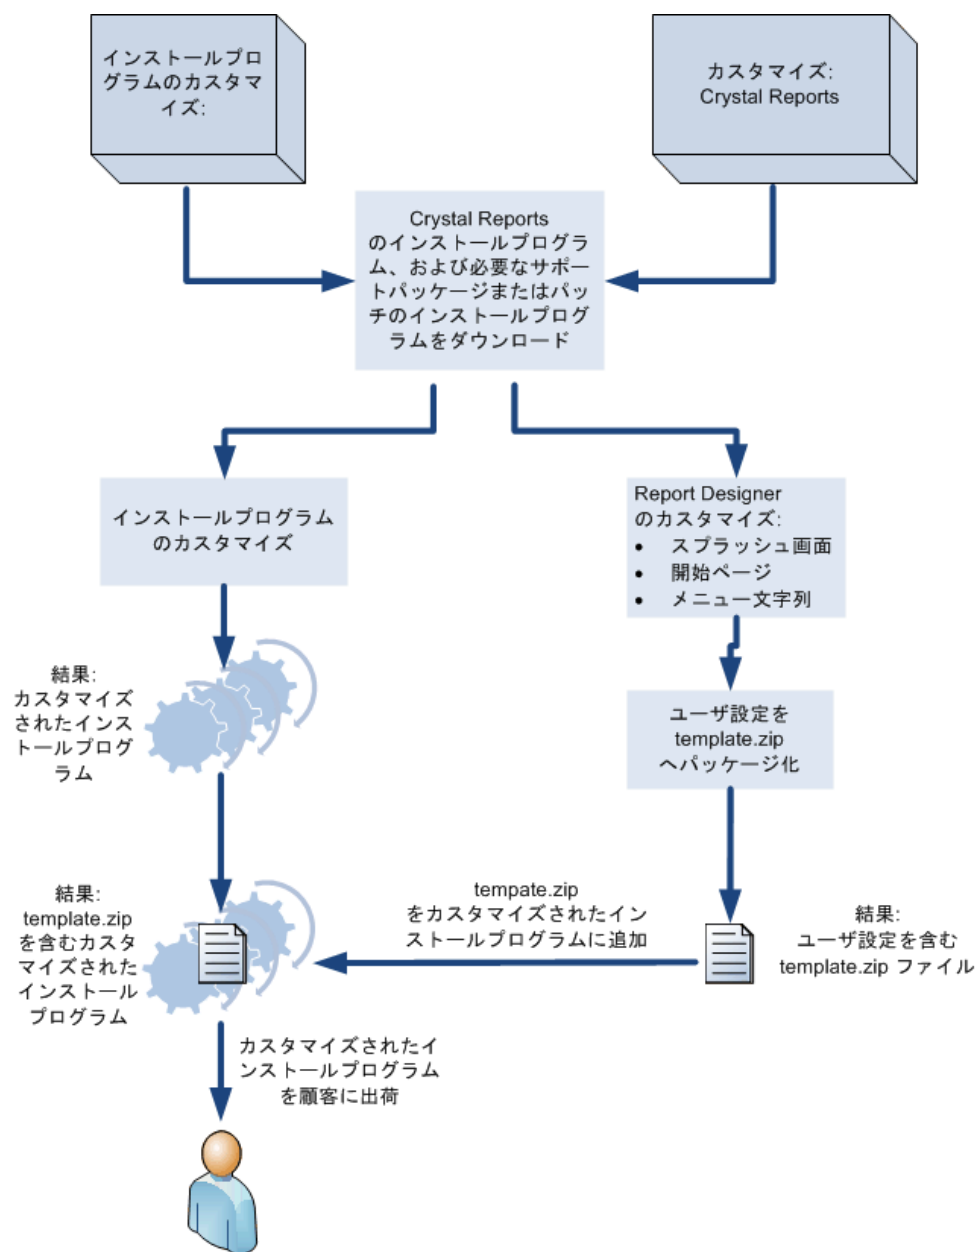 インストールプロ
グラムのカスタマ
イズ:
カスタマイズ:
Crystal Reports
Crystal Reports
のインストールプログラ
ム、および必要なサポー
トパッケージまたはパッ
チのインストールプログ
ラムをダウンロード
インストールプログラム
のカスタマイズ
Report Designer
のカスタマイズ:
• スプラッシュ画面
• 開始ページ
• メニュー文字列
結果:
カスタマイズ
されたインス
トールプログ
ラム
ユーザ設定を
template.zip
へパッケージ化
結果:
template.zip
を含むカスタ
マイズされた
インストール
プログラム
tempate.zip
をカスタマイズされたイン
ストールプログラムに追加
結果:
ユーザ設定を含む
template.zip ファイル
カスタマイズされたイ
ンストールプログラム
を顧客に出荷